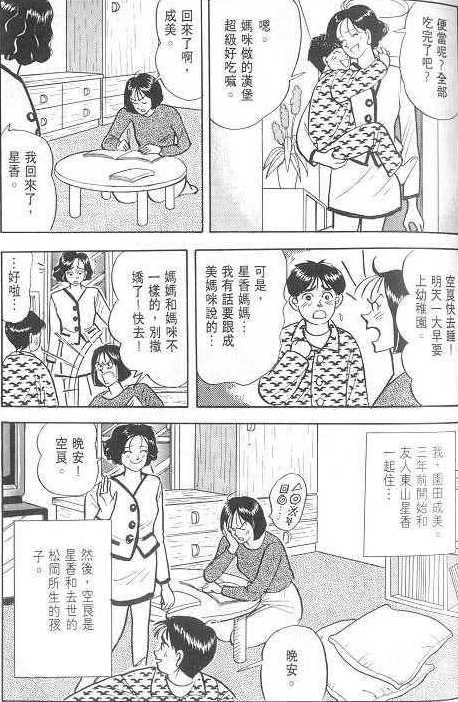 便當呢？全部
吃完了吧？
嗯。
媽咪做的漢堡
超級好吃嘛。
回來了啊，
成美。
我回來了，
星香。
空良快去睡！
明天一大早要
上幼稚園。
可是，
星香媽媽…
我有話要跟成
美媽咪說的…
媽媽和媽咪不
一樣的，別撒
嬌了！快去！
…好啦…
我，園田成美。
三年前開始和
友人東山星香
一起住…
晚安！
空良。
然後，空良是
星香和去世的
松岡所生的孩
子。
晚安。